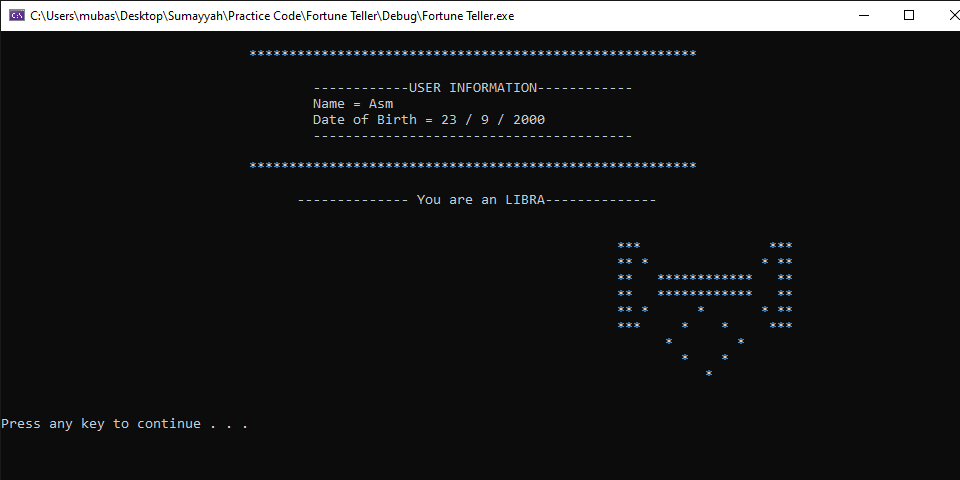 C:\Users\mubas\Desktop\Sumayyah\Practice Code\Fortune Teller\Debug\Fortune Teller.exe
********************************************************
------------USER INFORMATION------------
Name = Asm
Date of Birth = 23 / 9 / 2000
----------------------------------------
********************************************************
-------------- You are an LIBRA--------------
***                ***
** *              * **
**   ************   **
**   ************   **
** *      *       * **
***     *    *     ***
      *        *
        *    *
           *
Press any key to continue . . .